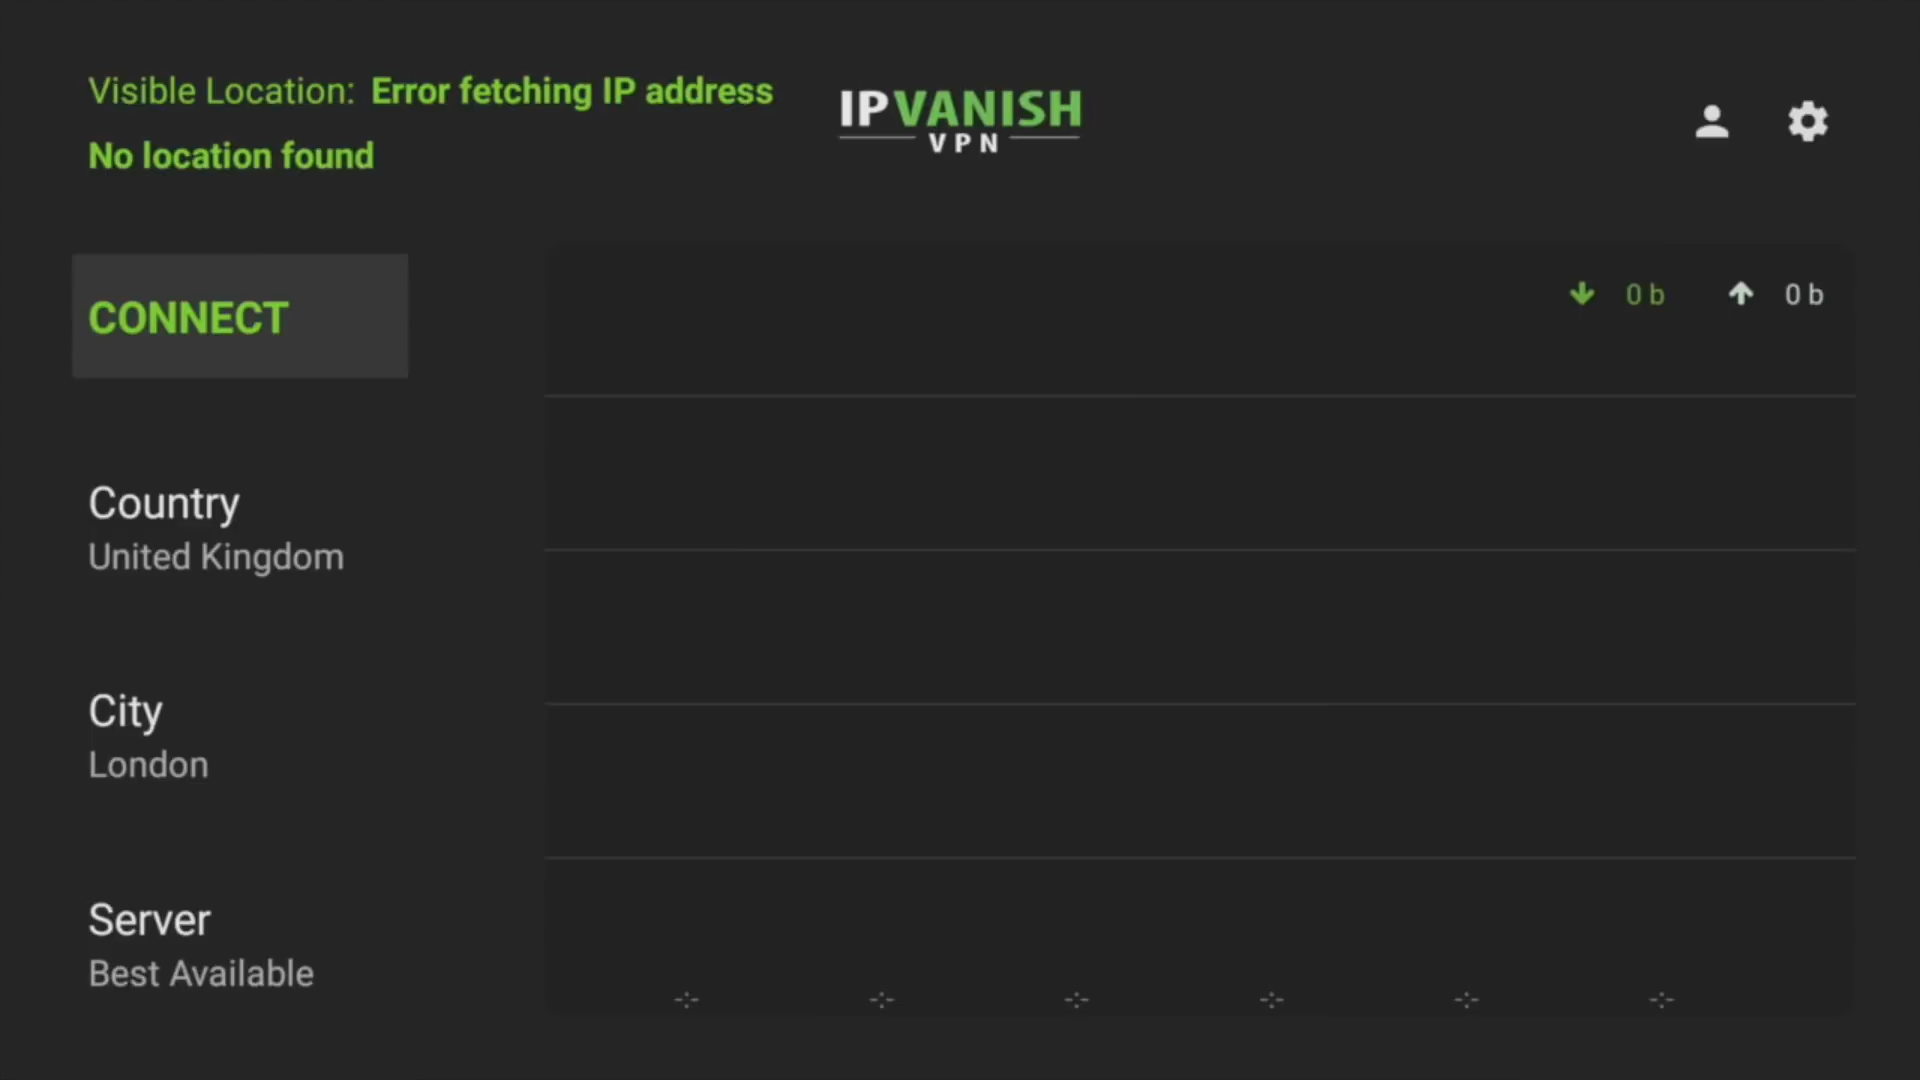 Visible Location: Error fetching IP address
No location found
IPVANISH
VPN
CONNECT
0 b
0 b
Country
United Kingdom
City
London
Server
Best Available
-:-
-:-
-:-
-:-
-:-
-:-